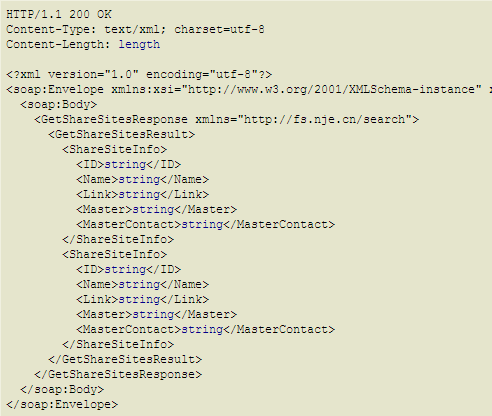 HTTP/1.1 200 OK
Content-Type: text/xml; charset=utf-8
Content-Length: length

<?xml version="1.0" encoding="utf-8"?>
<soap:Envelope xmlns:xsi="http://www.w3.org/2001/XMLSchema-instance" x
  <soap:Body>
    <GetShareSitesResponse xmlns="http://fs.nje.cn/search">
      <GetShareSitesResult>
        <ShareSiteInfo>
          <ID>string</ID>
          <Name>string</Name>
          <Link>string</Link>
          <Master>string</Master>
          <MasterContact>string</MasterContact>
        </ShareSiteInfo>
        <ShareSiteInfo>
          <ID>string</ID>
          <Name>string</Name>
          <Link>string</Link>
          <Master>string</Master>
          <MasterContact>string</MasterContact>
        </ShareSiteInfo>
      </GetShareSitesResult>
    </GetShareSitesResponse>
  </soap:Body>
</soap:Envelope>